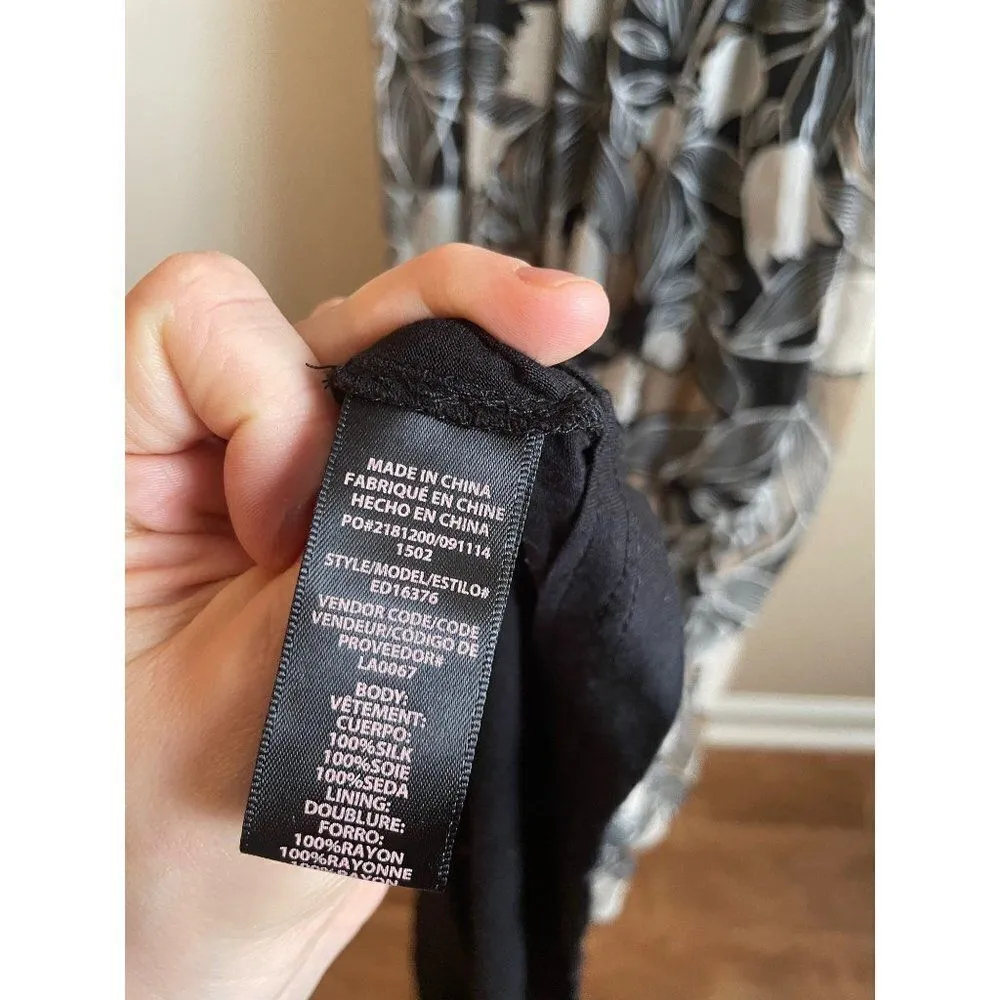 MADE IN CHINA
FABRIQUÉ EN CHINE
HECHO EN CHINA
PO#2181200/091114
1502
STYLE/MODEL/ESTILO#
ED16376
VENDOR CODE/CODE
VENDEUR/CÓDIGO DE
PROVEEDOR#
LA0067
BODY:
VÊTEMENT:
CUERPO:
100%SILK
100%SOIE
100%SEDA
LINING:
DOUBLURE:
FORRO:
100%RAYON
100%RAYONNE
100%RAYON